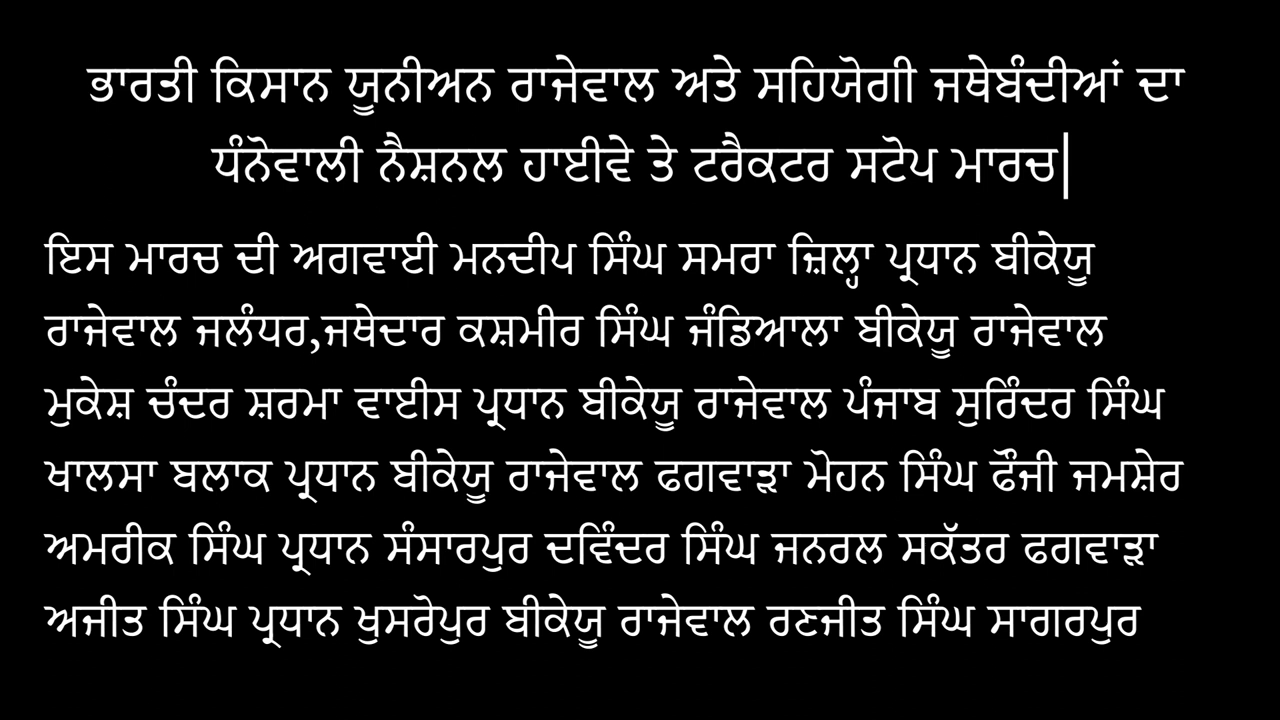 ਭਾਰਤੀ ਕਿਸਾਨ ਯੂਨੀਅਨ ਰਾਜੇਵਾਲ ਅਤੇ ਸਹਿਯੋਗੀ ਜਥੇਬੰਦੀਆਂ ਦਾ
ਧੰਨੋਵਾਲੀ ਨੈਸ਼ਨਲ ਹਾਈਵੇ ਤੇ ਟਰੈਕਟਰ ਸਟੋਪ ਮਾਰਚ|
ਇਸ ਮਾਰਚ ਦੀ ਅਗਵਾਈ ਮਨਦੀਪ ਸਿੰਘ ਸਮਰਾ ਜ਼ਿਲ੍ਹਾ ਪ੍ਰਧਾਨ ਬੀਕੇਯੂ
ਰਾਜੇਵਾਲ ਜਲੰਧਰ,ਜਥੇਦਾਰ ਕਸ਼ਮੀਰ ਸਿੰਘ ਜੰਡਿਆਲਾ ਬੀਕੇਯੂ ਰਾਜੇਵਾਲ
ਮੁਕੇਸ਼ ਚੰਦਰ ਸ਼ਰਮਾ ਵਾਈਸ ਪ੍ਰਧਾਨ ਬੀਕੇਯੂ ਰਾਜੇਵਾਲ ਪੰਜਾਬ ਸੁਰਿੰਦਰ ਸਿੰਘ
ਖਾਲਸਾ ਬਲਾਕ ਪ੍ਰਧਾਨ ਬੀਕੇਯੂ ਰਾਜੇਵਾਲ ਫਗਵਾੜਾ ਮੋਹਨ ਸਿੰਘ ਫੌਜੀ ਜਮਸ਼ੇਰ
ਅਮਰੀਕ ਸਿੰਘ ਪ੍ਰਧਾਨ ਸੰਸਾਰਪੁਰ ਦਵਿੰਦਰ ਸਿੰਘ ਜਨਰਲ ਸਕੱਤਰ ਫਗਵਾੜਾ
ਅਜੀਤ ਸਿੰਘ ਪ੍ਰਧਾਨ ਖੁਸਰੋਪੁਰ ਬੀਕੇਯੂ ਰਾਜੇਵਾਲ ਰਣਜੀਤ ਸਿੰਘ ਸਾਗਰਪੁਰ